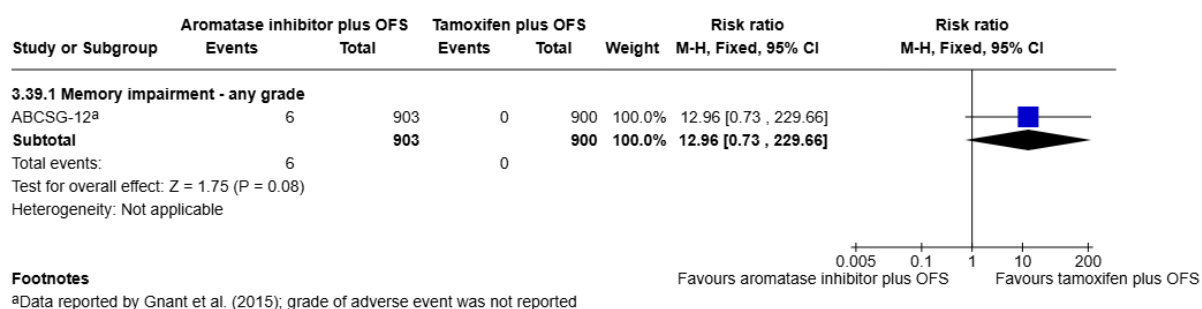 Aromatase inhibitor plus OFS Tamoxifen plus OFS Risk ratio Risk ratio
Study or Subgroup Events Total Events Total Weight M-H, Fixed, 95% CI M-H, Fixed, 95% CI
3.39.1 Memory impairment - any grade
ABCSG-12a 6 903 0 900 100.0% 12.96 [0.73 , 229.66]
Subtotal 903 900 100.0% 12.96 [0.73 , 229.66]
Total events: 6 0
Test for overall effect: Z = 1.75 (P = 0.08)
Heterogeneity: Not applicable
0.005 0.1 1 10 200
Favours aromatase inhibitor plus OFS Favours tamoxifen plus OFS
Footnotes
aData reported by Gnant et al. (2015); grade of adverse event was not reported